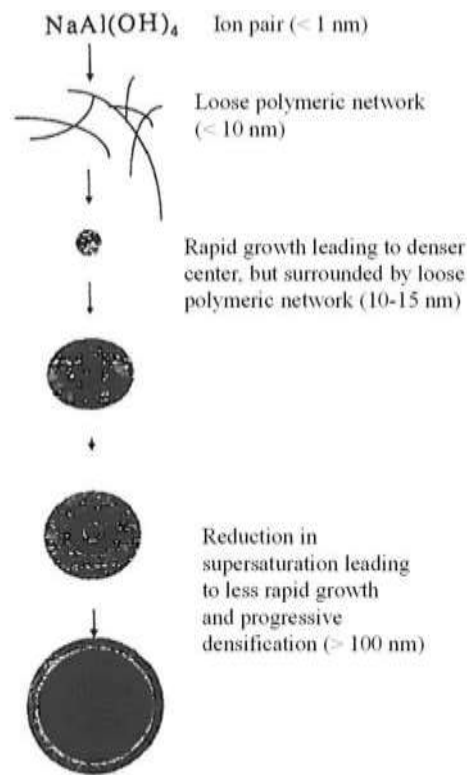 NaAl(OH)₄ Ion pair (< 1 nm)
Loose polymeric network
(< 10 nm)
Rapid growth leading to denser
center, but surrounded by loose
polymeric network (10-15 nm)
Reduction in
supersaturation leading
to less rapid growth
and progressive
densification (> 100 nm)